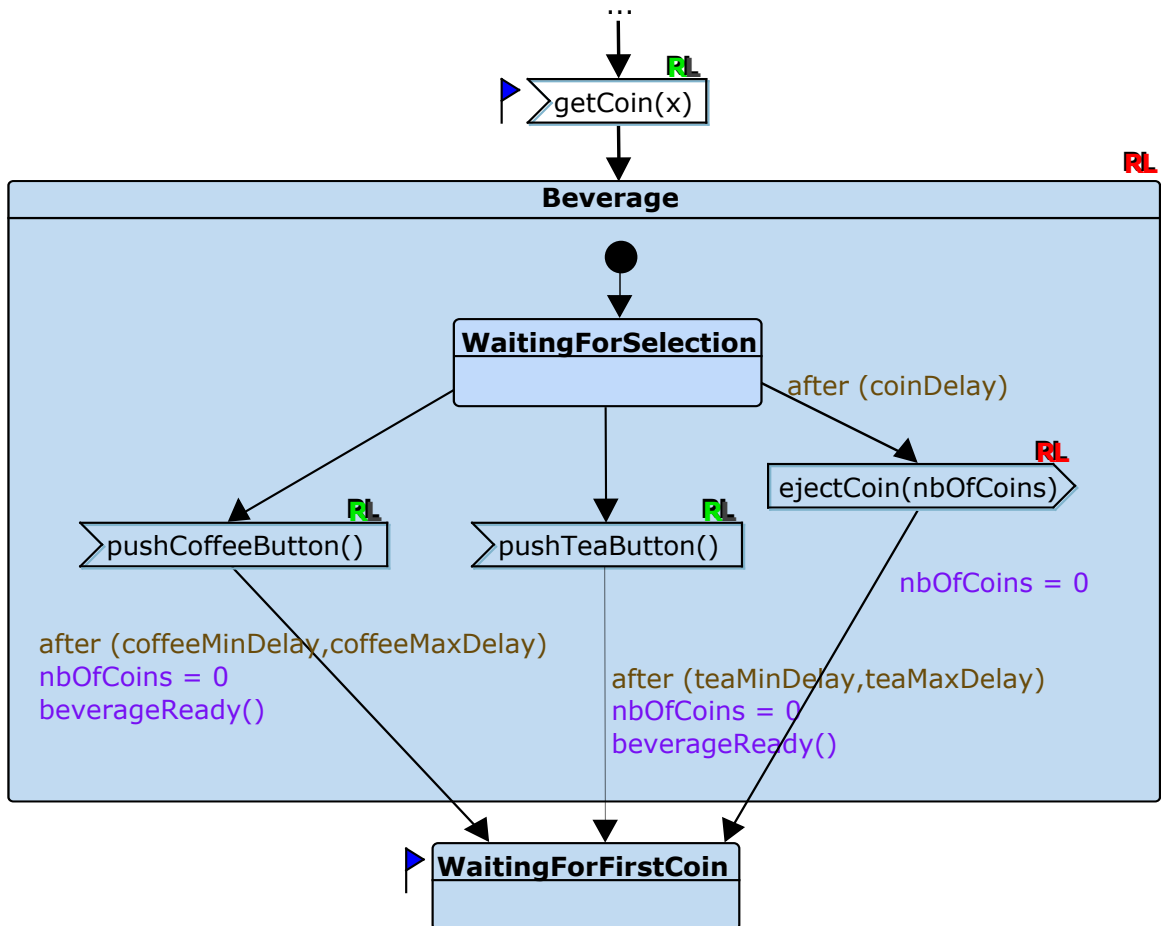 ...
RL
getCoin(x)
RL
Beverage
WaitingForSelection
after (coinDelay)
RL
ejectCoin(nbOfCoins)
RL
pushCoffeeButton()
RL
pushTeaButton()
nbOfCoins = 0
after (coffeeMinDelay,coffeeMaxDelay)
nbOfCoins = 0
beverageReady()
after (teaMinDelay,teaMaxDelay)
nbOfCoins = 0
beverageReady()
WaitingForFirstCoin